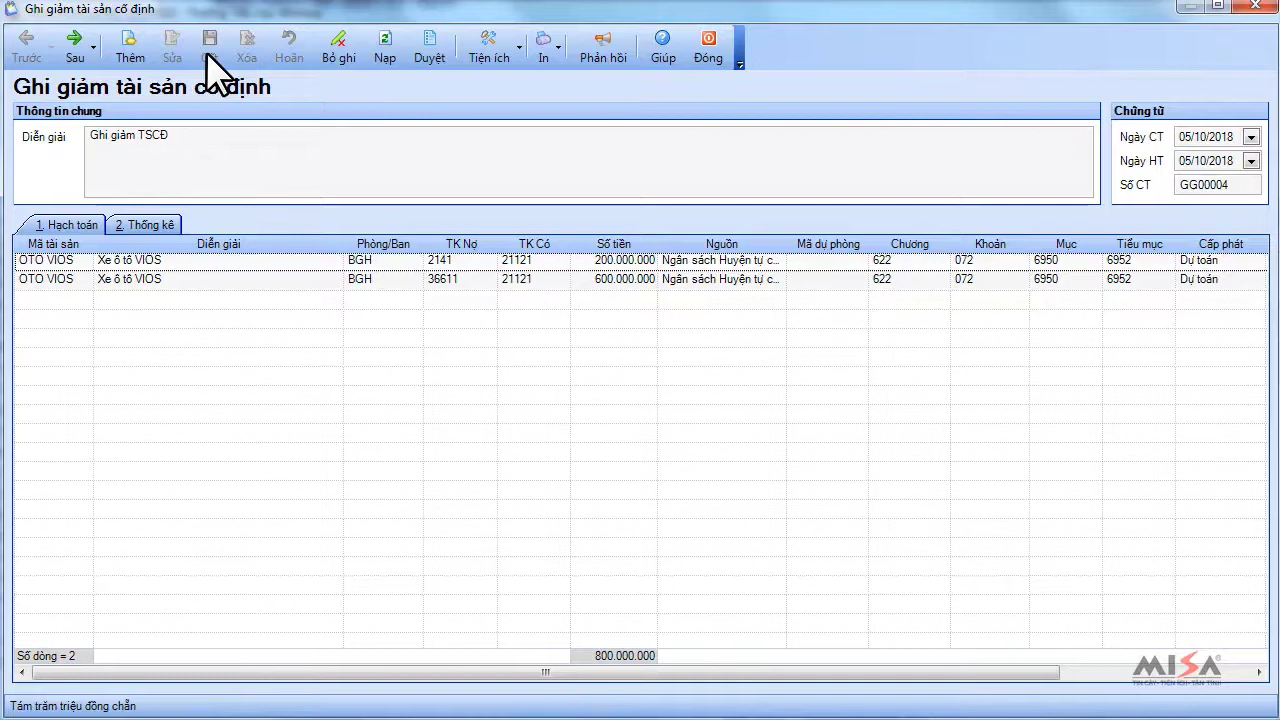 Ghi giảm tài sản cố định
Trước Sau Thêm Sửa Xóa Hoãn Bỏ ghi Nạp Duyệt Tiện ích In Phản hồi Giúp Đóng
Ghi giảm tài sản cố định
Thông tin chung Chứng từ
Diễn giải Ghi giảm TSCĐ Ngày CT 05/10/2018
Ngày HT 05/10/2018
Số CT GG00004
1. Hạch toán 2. Thống kê
Mã tài sản Diễn giải Phòng/Ban TK Nợ TK Có Số tiền Nguồn Mã dự phòng Chương Khoản Mục Tiểu mục Cấp phát
OTO VIOS Xe ô tô VIOS BGH 2141 21121 200.000.000 Ngân sách Huyện tự c... 622 072 6950 6952 Dự toán
OTO VIOS Xe ô tô VIOS BGH 36611 21121 600.000.000 Ngân sách Huyện tự c... 622 072 6950 6952 Dự toán
Số dòng = 2 800.000.000
MISA
TIN CẬY - TIỆN ÍCH - TẬN TÌNH
Tám trăm triệu đồng chẵn